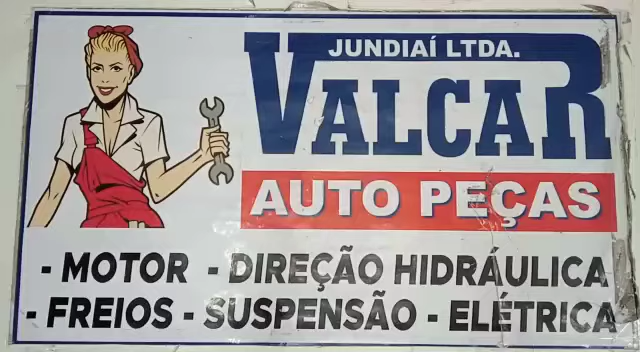 JUNDIAÍ LTDA.
VALCAR
AUTO PEÇAS
- MOTOR - DIREÇÃO HIDRÁULICA
- FREIOS - SUSPENSÃO - ELÉTRICA